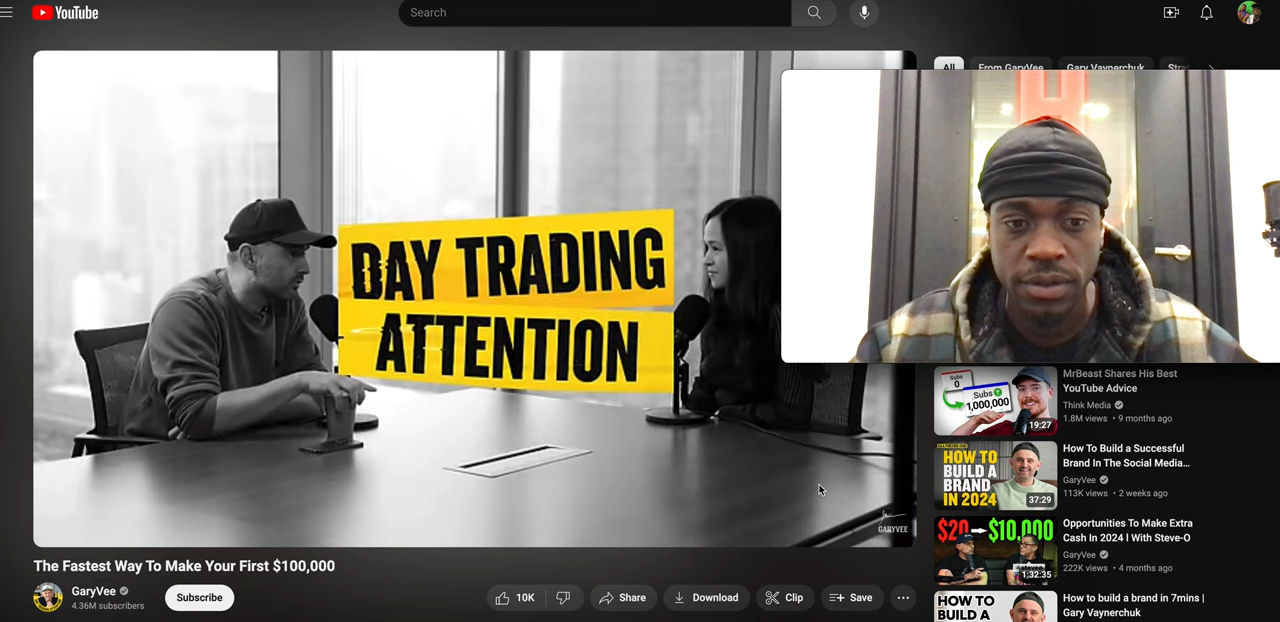 YouTube
Search
All
From GaryVee
Gary Vaynerchuk
DAY TRADING
ATTENTION
GARYVEE
The Fastest Way To Make Your First $100,000
GaryVee
4.36M subscribers
Subscribe
10K
Share
Download
Clip
Save
Subs
0
Subs
1,000,000
19:27
MrBeast Shares His Best
YouTube Advice
Think Media
1.8M views • 9 months ago
HOW TO
BUILD A
BRAND
IN 2024
37:29
How To Build a Successful
Brand In The Social Media...
GaryVee
113K views • 2 weeks ago
$20 → $10,000
1:32:35
Opportunities To Make Extra
Cash In 2024 l With Steve-O
GaryVee
222K views • 4 months ago
HOW TO
BUILD A
How to build a brand in 7mins |
Gary Vaynerchuk